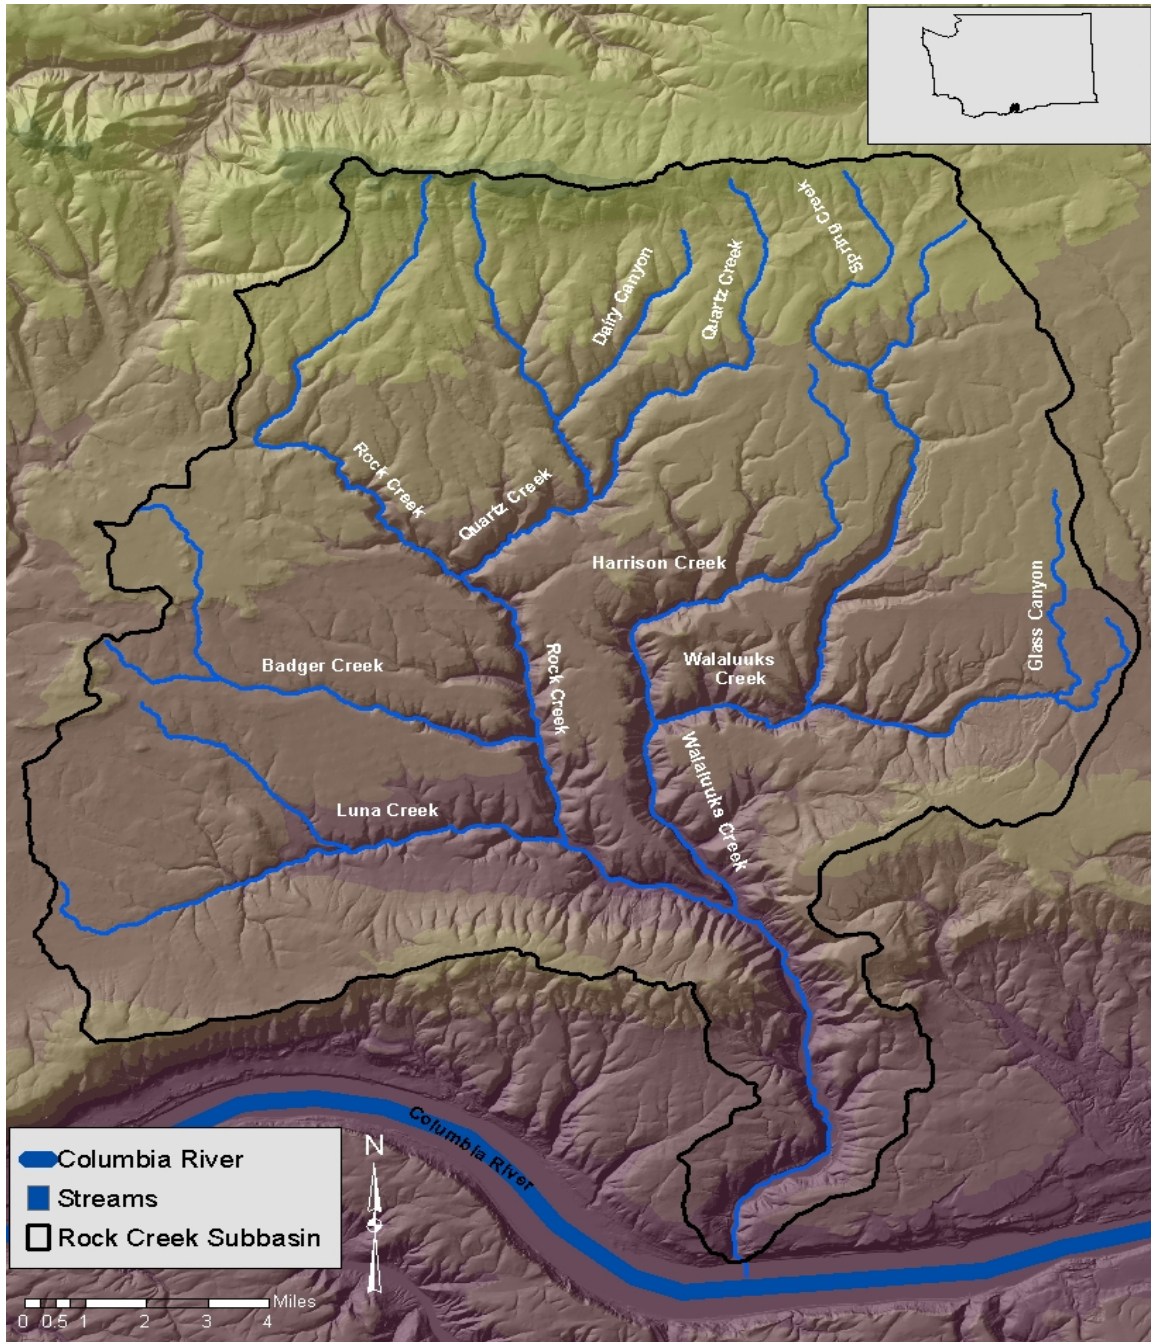 Spring Creek
Dairy Canyon
Quartz Creek
Rock Creek
Quartz Creek
Harrison Creek
Glass Canyon
Badger Creek
Rock Creek
Walaluuks
Creek
Walaluuks Creek
Luna Creek
Columbia River
N
Columbia River
Streams
Rock Creek Subbasin
Miles
0 0.5 1 2 3 4